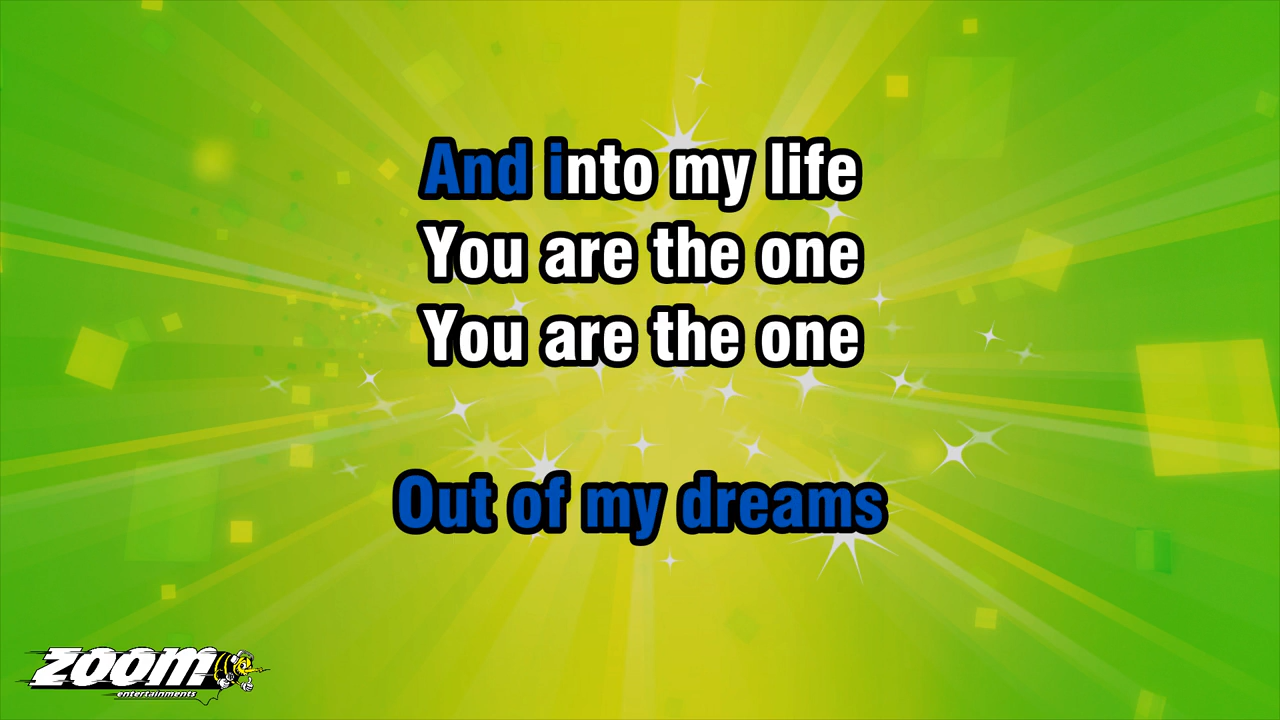 And into my life
You are the one
You are the one
Out of my dreams
zoom
entertainments